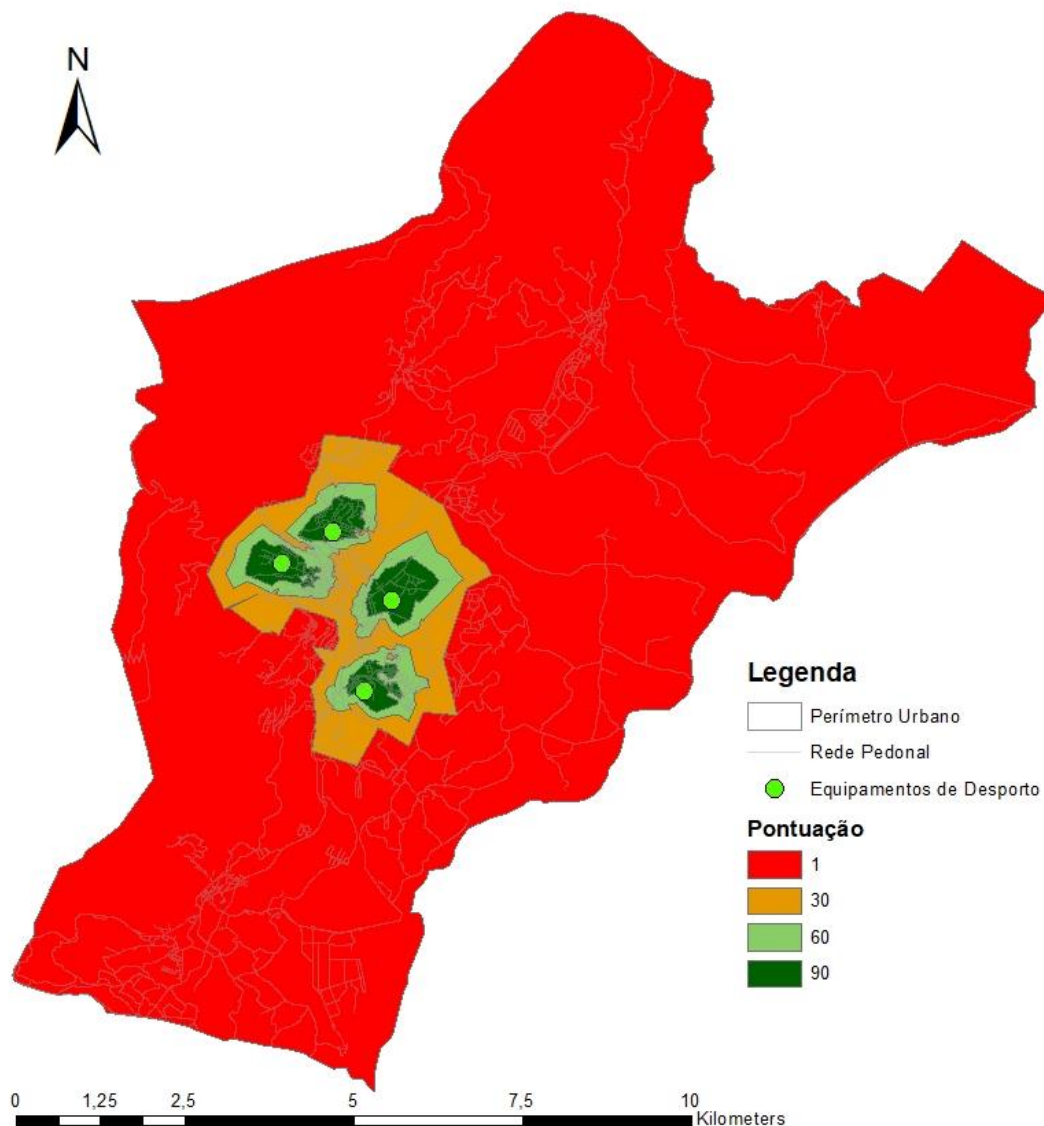 N
Legenda
Perímetro Urbano
Rede Pedonal
Equipamentos de Desporto
Pontuação
1
30
60
90
0 1,25 2,5 5 7,5 10
Kilometers